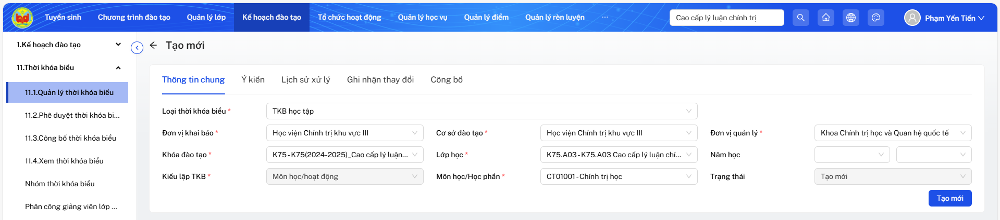 Tuyển sinh Chương trình đào tạo Quản lý lớp Kế hoạch đào tạo Tổ chức hoạt động Quản lý học vụ Quản lý điểm Quản lý rèn luyện ··· Cao cấp lý luận chính trị Phạm Yến Tiến
1.Kế hoạch đào tạo
11.Thời khóa biểu
11.1.Quản lý thời khóa biểu
11.2.Phê duyệt thời khóa bi...
11.3.Công bố thời khóa biểu
11.4.Xem thời khóa biểu
Nhóm thời khóa biểu
Phân công giảng viên lớp ...
Tạo mới
Thông tin chung Ý kiến Lịch sử xử lý Ghi nhận thay đổi Công bố
Loại thời khóa biểu * TKB học tập
Đơn vị khai báo * Học viện Chính trị khu vực III Cơ sở đào tạo * Học viện Chính trị khu vực III Đơn vị quản lý * Khoa Chính trị học và Quan hệ quốc tế
Khóa đào tạo * K75 - K75(2024-2025)_Cao cấp lý luận... Lớp học * K75.A03 - K75.A03 Cao cấp lý luận chí... Năm học
Kiểu lập TKB * Môn học/hoạt động Môn học/Học phần * CT01001 - Chính trị học Trạng thái Tạo mới
Tạo mới